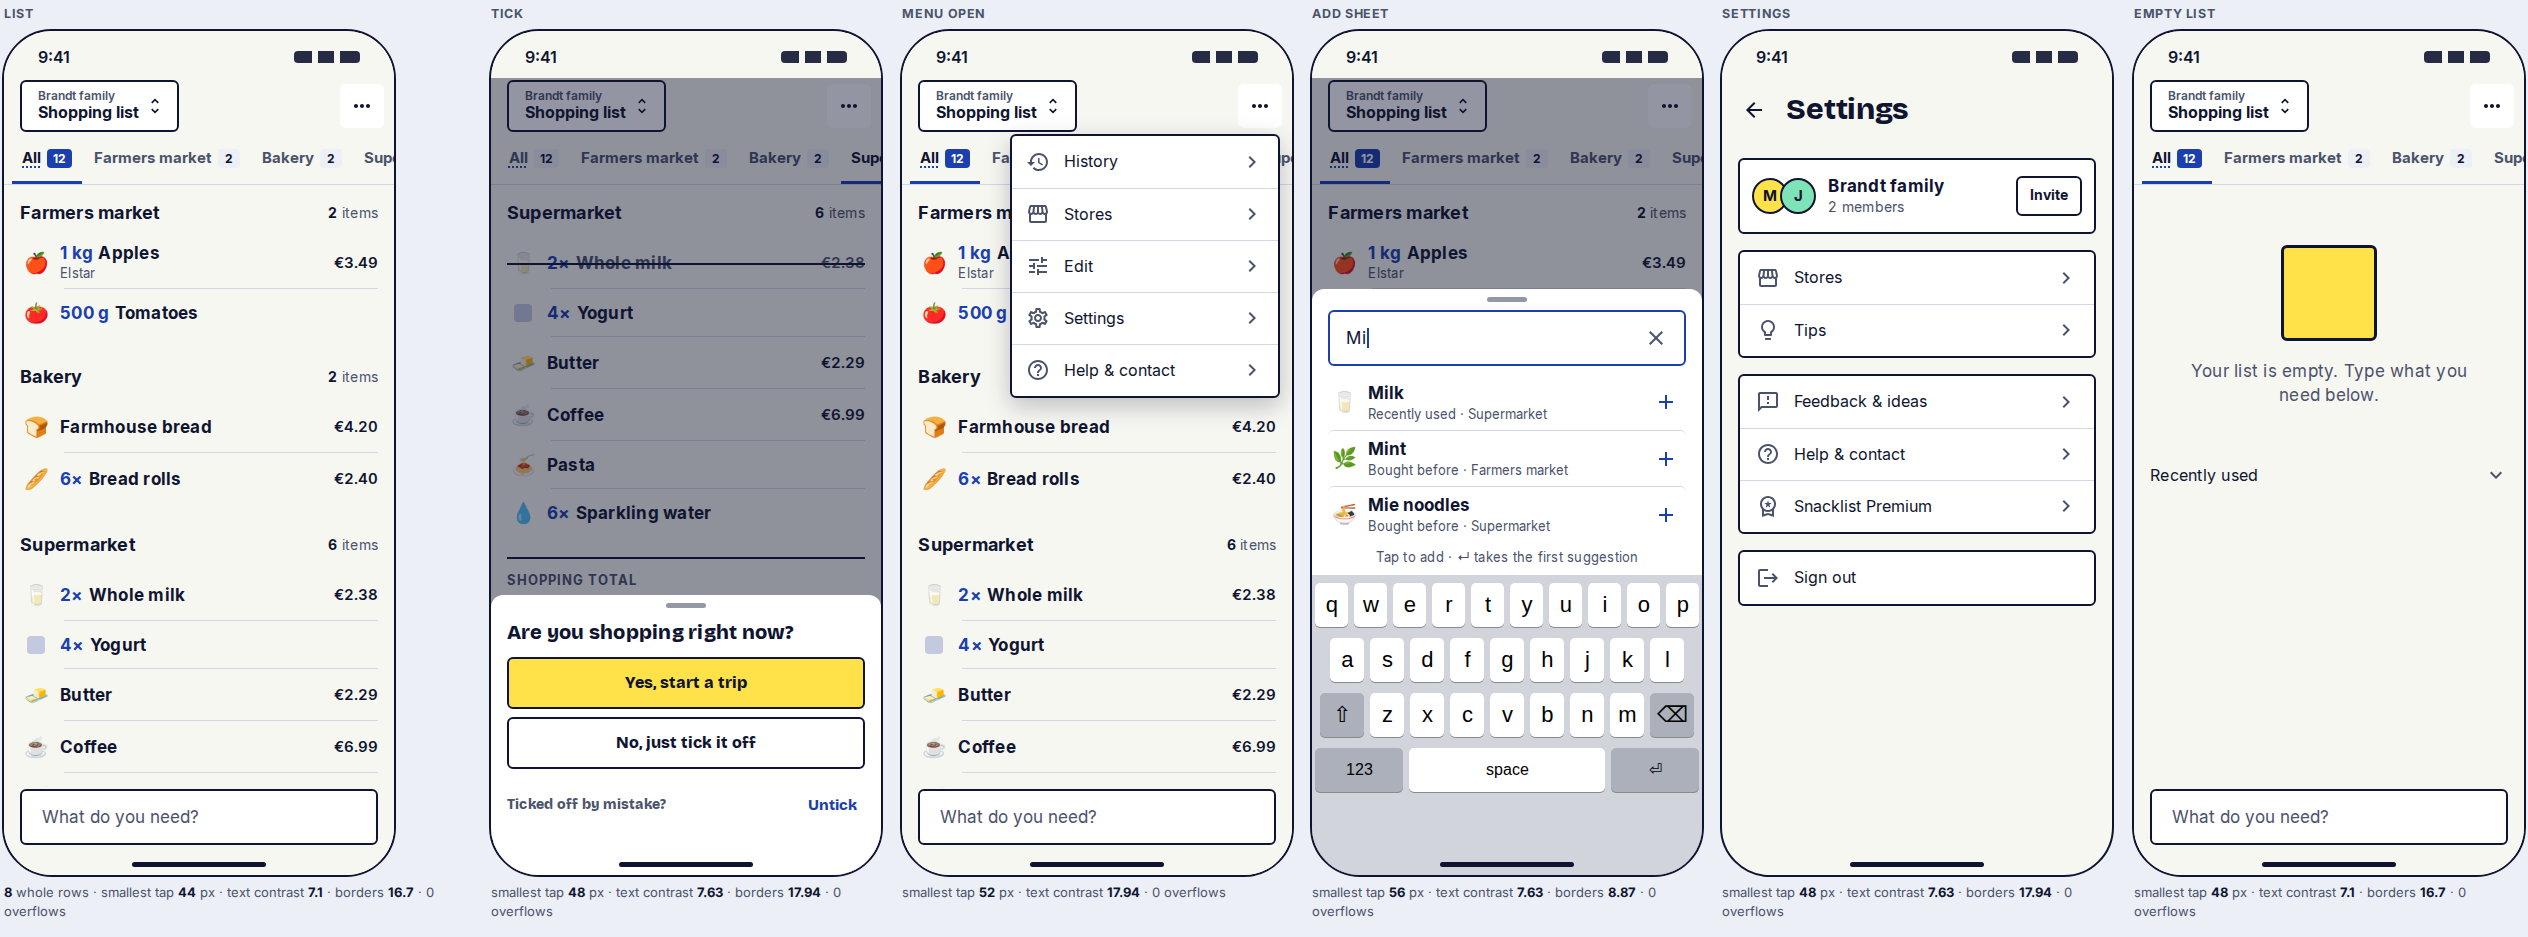 LIST
9:41
Brandt family
Shopping list
All 12 Farmers market 2 Bakery 2 Supe
Farmers market 2 items
1 kg Apples €3.49
Elstar
500 g Tomatoes
Bakery 2 items
Farmhouse bread €4.20
6× Bread rolls €2.40
Supermarket 6 items
2× Whole milk €2.38
4× Yogurt
Butter €2.29
Coffee €6.99
What do you need?
8 whole rows · smallest tap 44 px · text contrast 7.1 · borders 16.7 · 0
overflows
TICK
9:41
Brandt family
Shopping list
All 12 Farmers market 2 Bakery 2 Supe
Supermarket 6 items
2× Whole milk €2.38
4× Yogurt
Butter €2.29
Coffee €6.99
Pasta
6× Sparkling water
SHOPPING TOTAL
Are you shopping right now?
Yes, start a trip
No, just tick it off
Ticked off by mistake? Untick
smallest tap 48 px · text contrast 7.63 · borders 17.94 · 0
overflows
MENU OPEN
9:41
Brandt family
Shopping list
All 12 Fa pe
History
Stores
Edit
Settings
Help & contact
Farmers m
1 kg A
Elstar
500 g
Bakery
Farmhouse bread €4.20
6× Bread rolls €2.40
Supermarket 6 items
2× Whole milk €2.38
4× Yogurt
Butter €2.29
Coffee €6.99
What do you need?
smallest tap 52 px · text contrast 17.94 · 0 overflows
ADD SHEET
9:41
Brandt family
Shopping list
All 12 Farmers market 2 Bakery 2 Supe
Farmers market 2 items
1 kg Apples €3.49
Elstar
Mi
Milk
Recently used · Supermarket
Mint
Bought before · Farmers market
Mie noodles
Bought before · Supermarket
Tap to add · ↵ takes the first suggestion
q w e r t y u i o p
a s d f g h j k l
⇧ z x c v b n m ⌫
123 space ⏎
smallest tap 56 px · text contrast 7.63 · borders 8.87 · 0
overflows
SETTINGS
9:41
Settings
M J Brandt family Invite
2 members
Stores
Tips
Feedback & ideas
Help & contact
Snacklist Premium
Sign out
smallest tap 48 px · text contrast 7.63 · borders 17.94 · 0
overflows
EMPTY LIST
9:41
Brandt family
Shopping list
All 12 Farmers market 2 Bakery 2 Supe
Your list is empty. Type what you
need below.
Recently used
What do you need?
smallest tap 48 px · text contrast 7.1 · borders 16.7 · 0
overflows